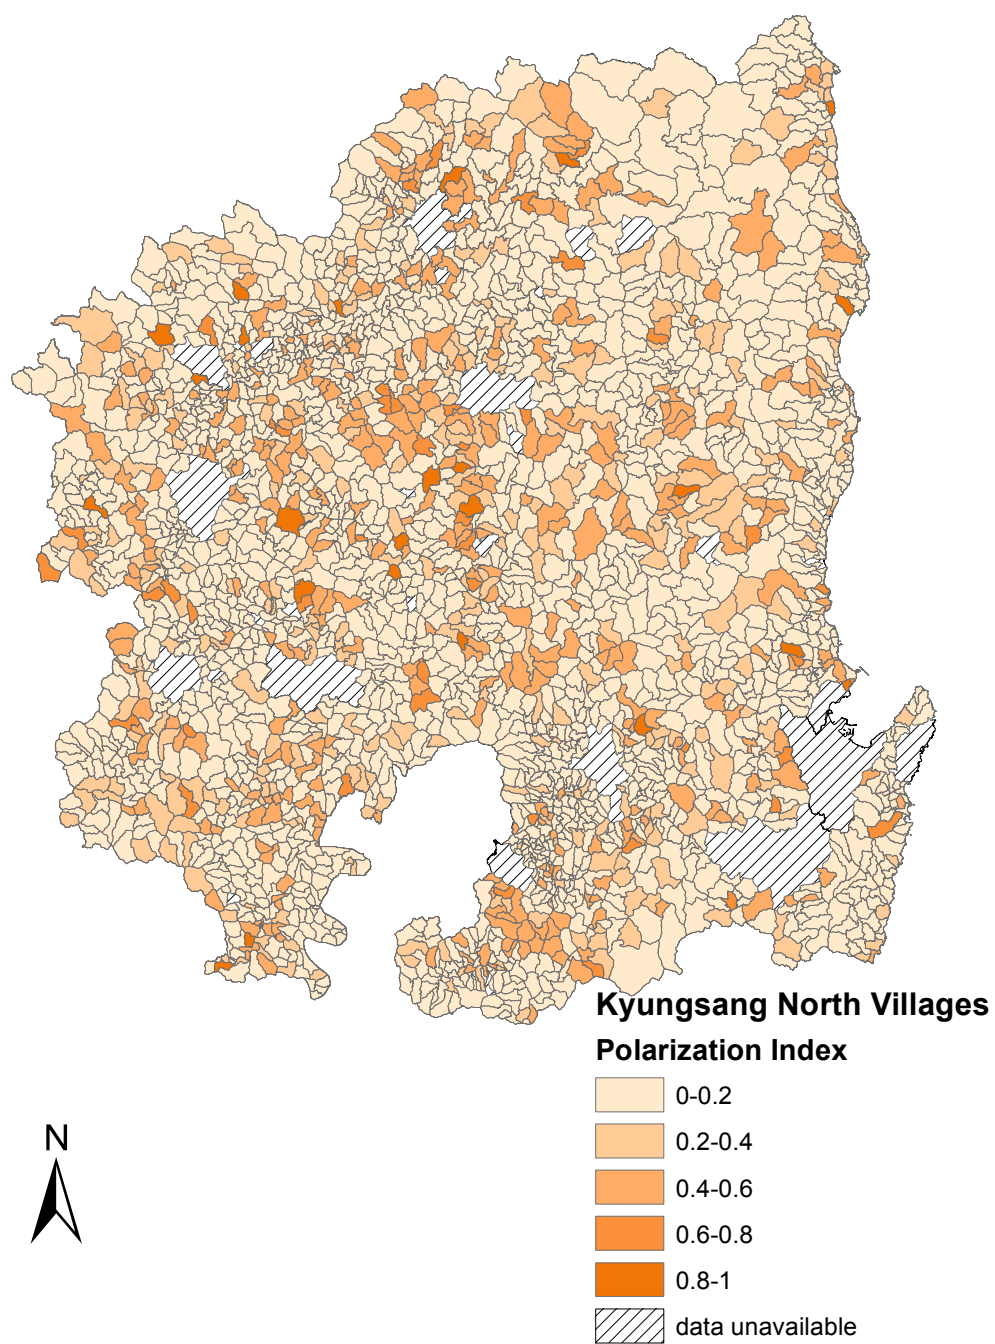 Kyungsang North Villages
Polarization Index
0-0.2
0.2-0.4
0.4-0.6
0.6-0.8
0.8-1
data unavailable
N